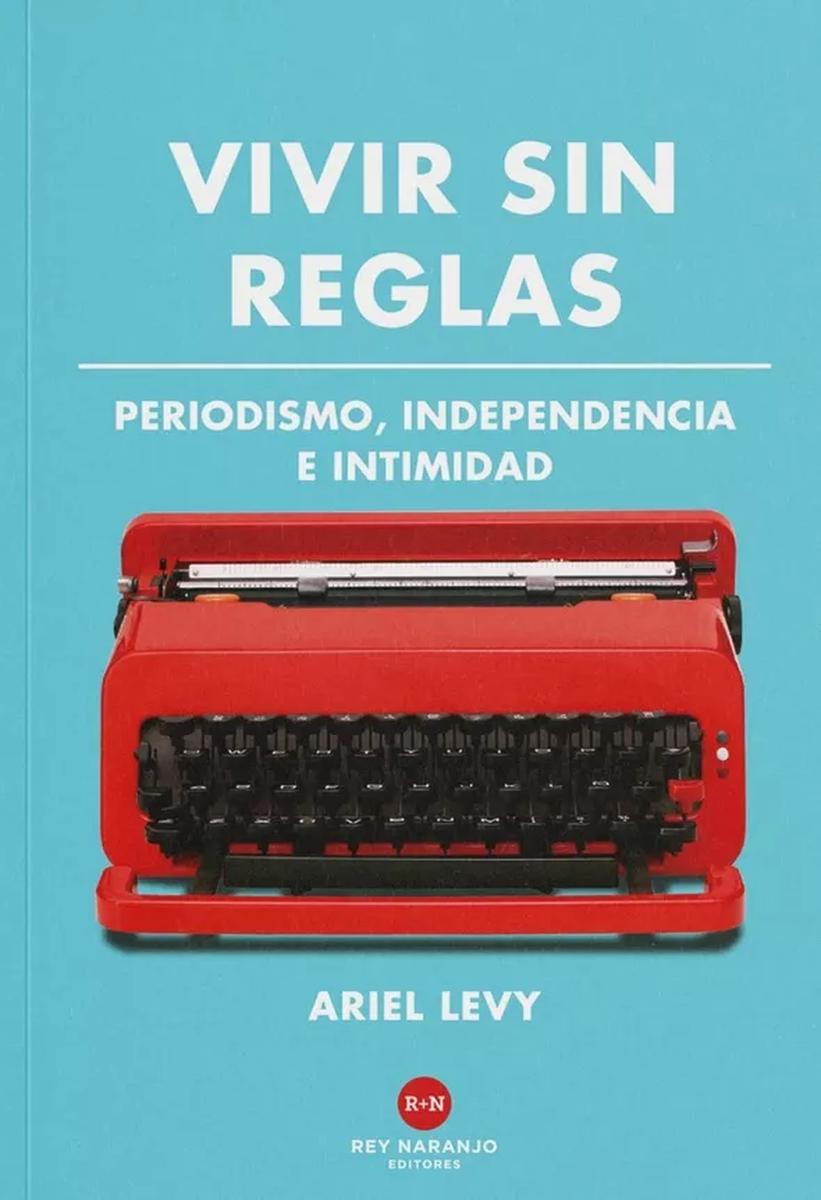 VIVIR SIN
REGLAS
PERIODISMO, INDEPENDENCIA
E INTIMIDAD
ARIEL LEVY
R+N
REY NARANJO
EDITORES